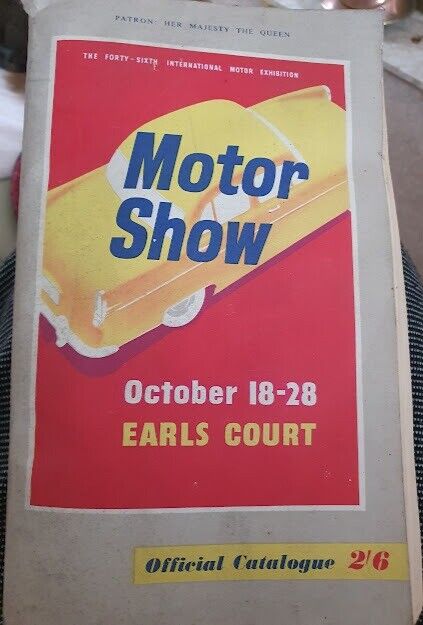 PATRON: HER MAJESTY THE QUEEN
THE FORTY-SIXTH INTERNATIONAL MOTOR EXHIBITION
Motor
Show
October 18-28
EARLS COURT
Official Catalogue 2/6